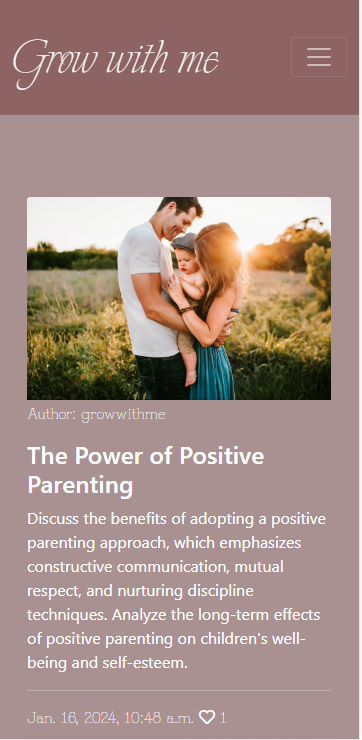 Grow with me
Author: growwithme
The Power of Positive
Parenting
Discuss the benefits of adopting a positive
parenting approach, which emphasizes
constructive communication, mutual
respect, and nurturing discipline
techniques. Analyze the long-term effects
of positive parenting on children's well-
being and self-esteem.
Jan. 16, 2024, 10:48 a.m. 1